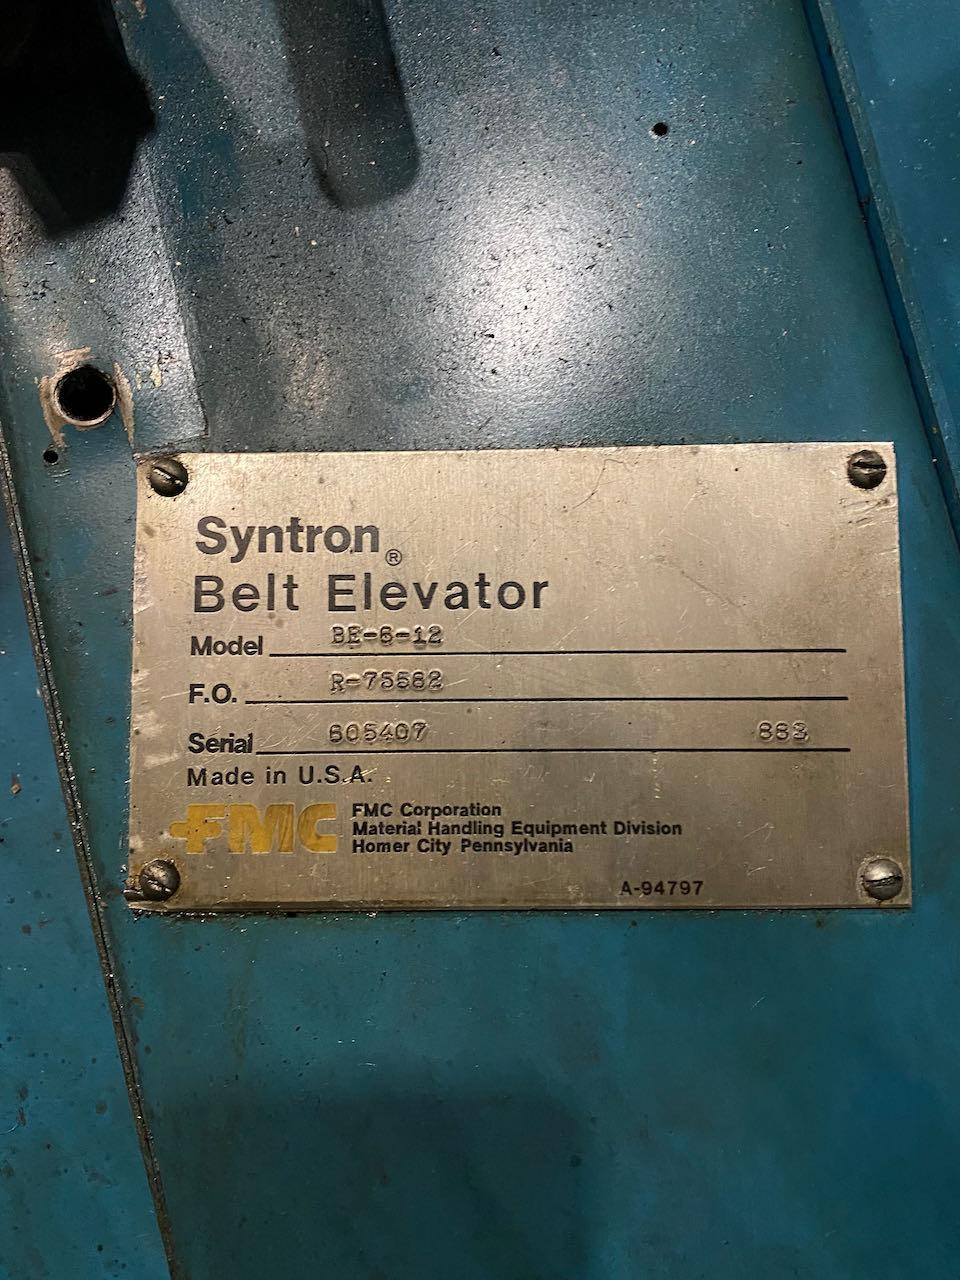 Syntron®
Belt Elevator
Model BE-6-12
F.O. R-75582
Serial 605407 883
Made in U.S.A.
FMC FMC Corporation
Material Handling Equipment Division
Homer City Pennsylvania
A-94797